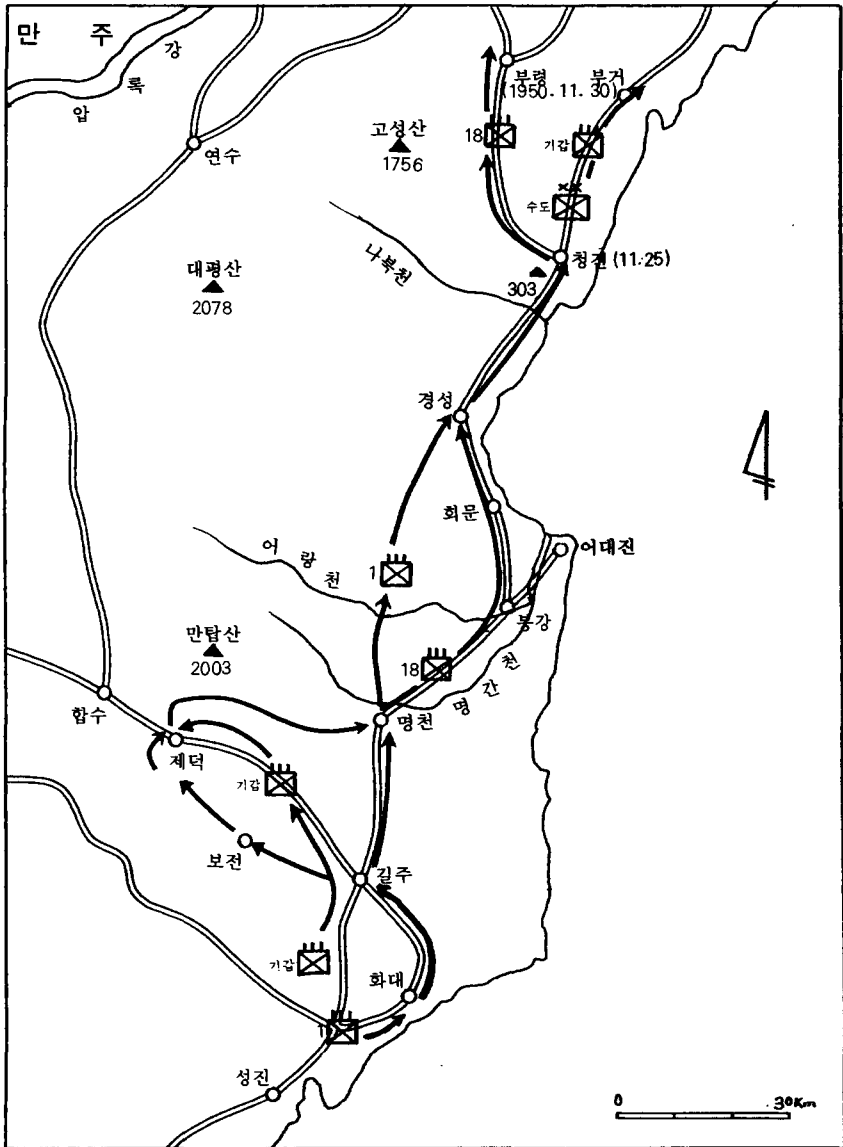 만 주
압 록 강
부령
부거
(1950.11.30)
고성산
1756
18
기갑
연수
수도
청진 (11.25)
대평산
2078
나북천
303
경성
회문
어대진
어랑천
1
봉강
만탑산
2003
18
명간천
합수
명천
제덕
기갑
보전
길주
기갑
화대
1
성진
0
30Km